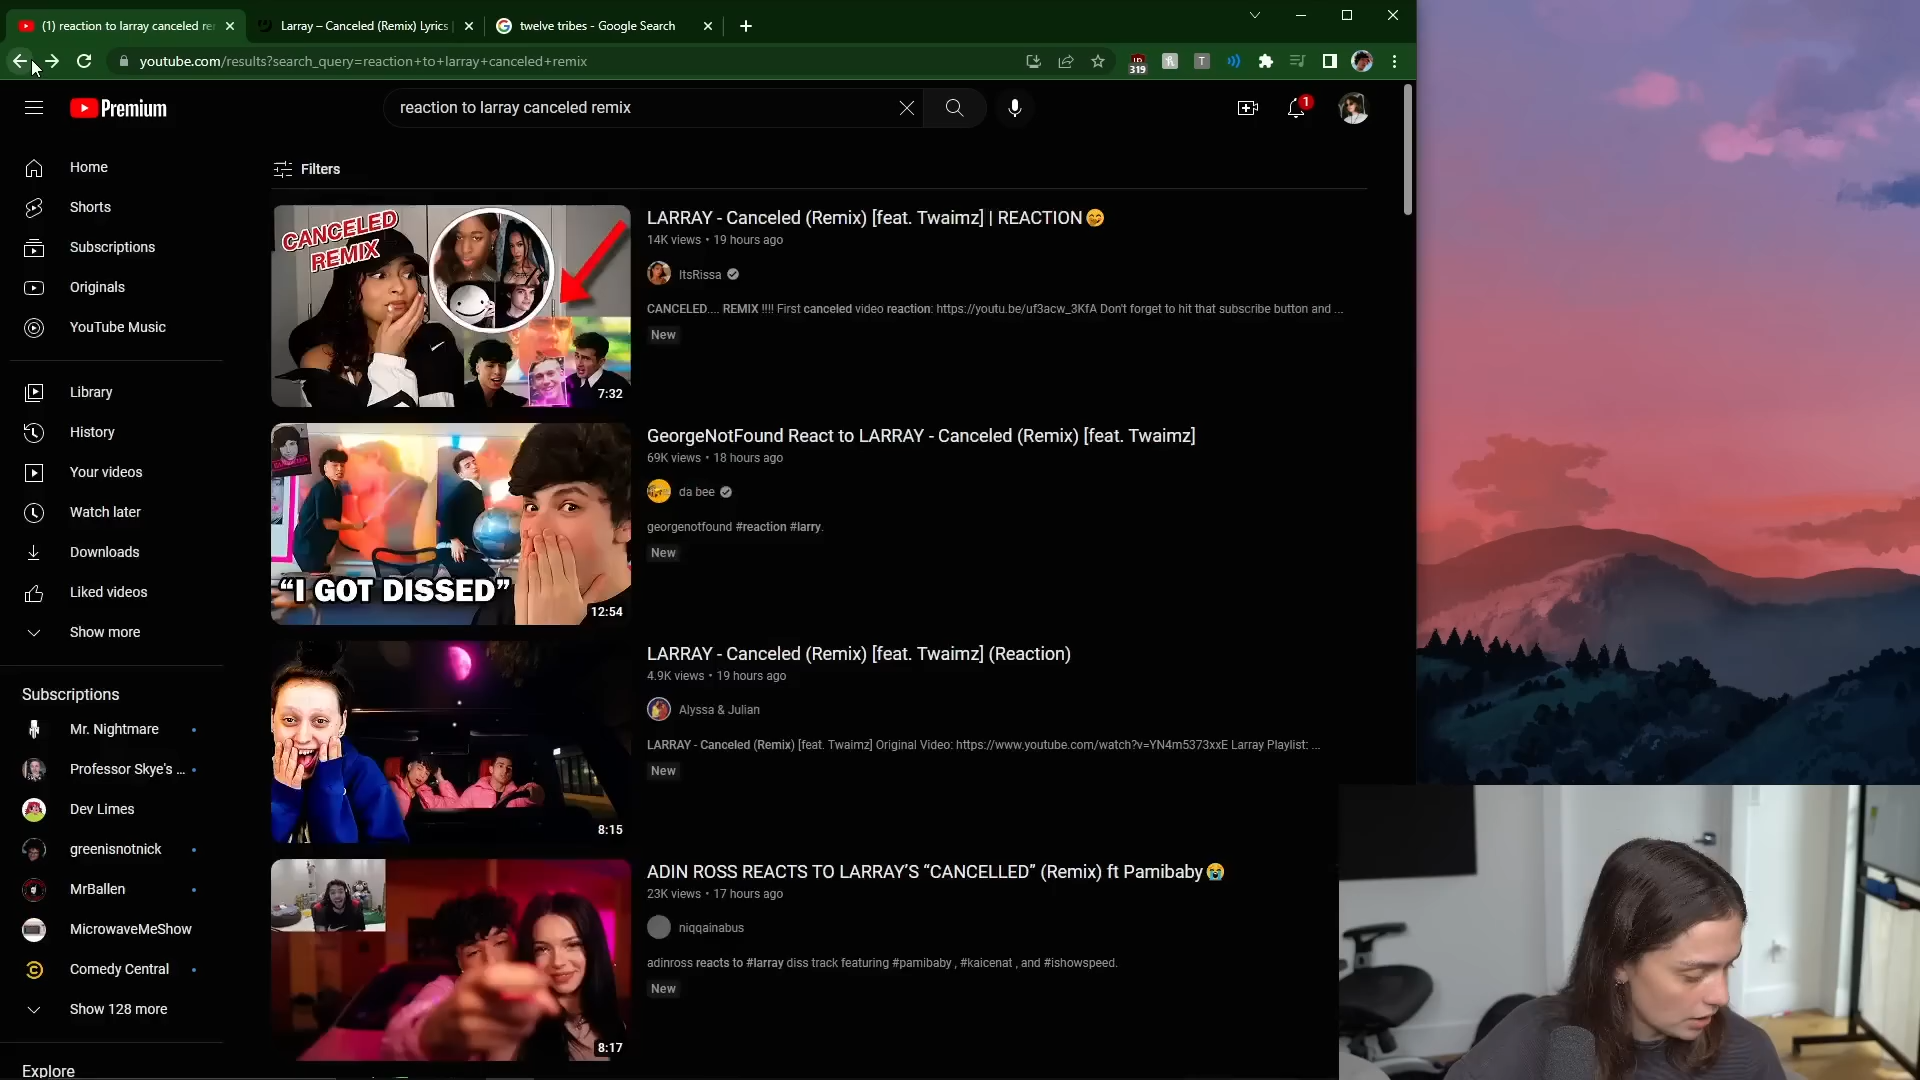 (1) reaction to larray canceled re
Larray – Canceled (Remix) Lyrics |
twelve tribes - Google Search
youtube.com/results?search_query=reaction+to+larray+canceled+remix
319
T
Premium
reaction to larray canceled remix
1
Home
Shorts
Subscriptions
Originals
YouTube Music
Library
History
Your videos
Watch later
Downloads
Liked videos
Show more
Subscriptions
Mr. Nightmare
Professor Skye's ...
Dev Limes
greenisnotnick
MrBallen
MicrowaveMeShow
Comedy Central
Show 128 more
Explore
Filters
CANCELED
REMIX
7:32
LARRAY - Canceled (Remix) [feat. Twaimz] | REACTION🤭
14K views • 19 hours ago
ItsRissa
CANCELED.... REMIX !!!! First canceled video reaction: https://youtu.be/uf3acw_3KfA Don't forget to hit that subscribe button and ...
New
“I GOT DISSED”
12:54
GeorgeNotFound React to LARRAY - Canceled (Remix) [feat. Twaimz]
69K views • 18 hours ago
da bee
georgenotfound #reaction #larry.
New
8:15
LARRAY - Canceled (Remix) [feat. Twaimz] (Reaction)
4.9K views • 19 hours ago
Alyssa & Julian
LARRAY - Canceled (Remix) [feat. Twaimz] Original Video: https://www.youtube.com/watch?v=YN4m5373xxE Larray Playlist: ...
New
8:17
ADIN ROSS REACTS TO LARRAY’S “CANCELLED” (Remix) ft Pamibaby😭
23K views • 17 hours ago
niqqainabus
adinross reacts to #larray diss track featuring #pamibaby , #kaicenat , and #ishowspeed.
New